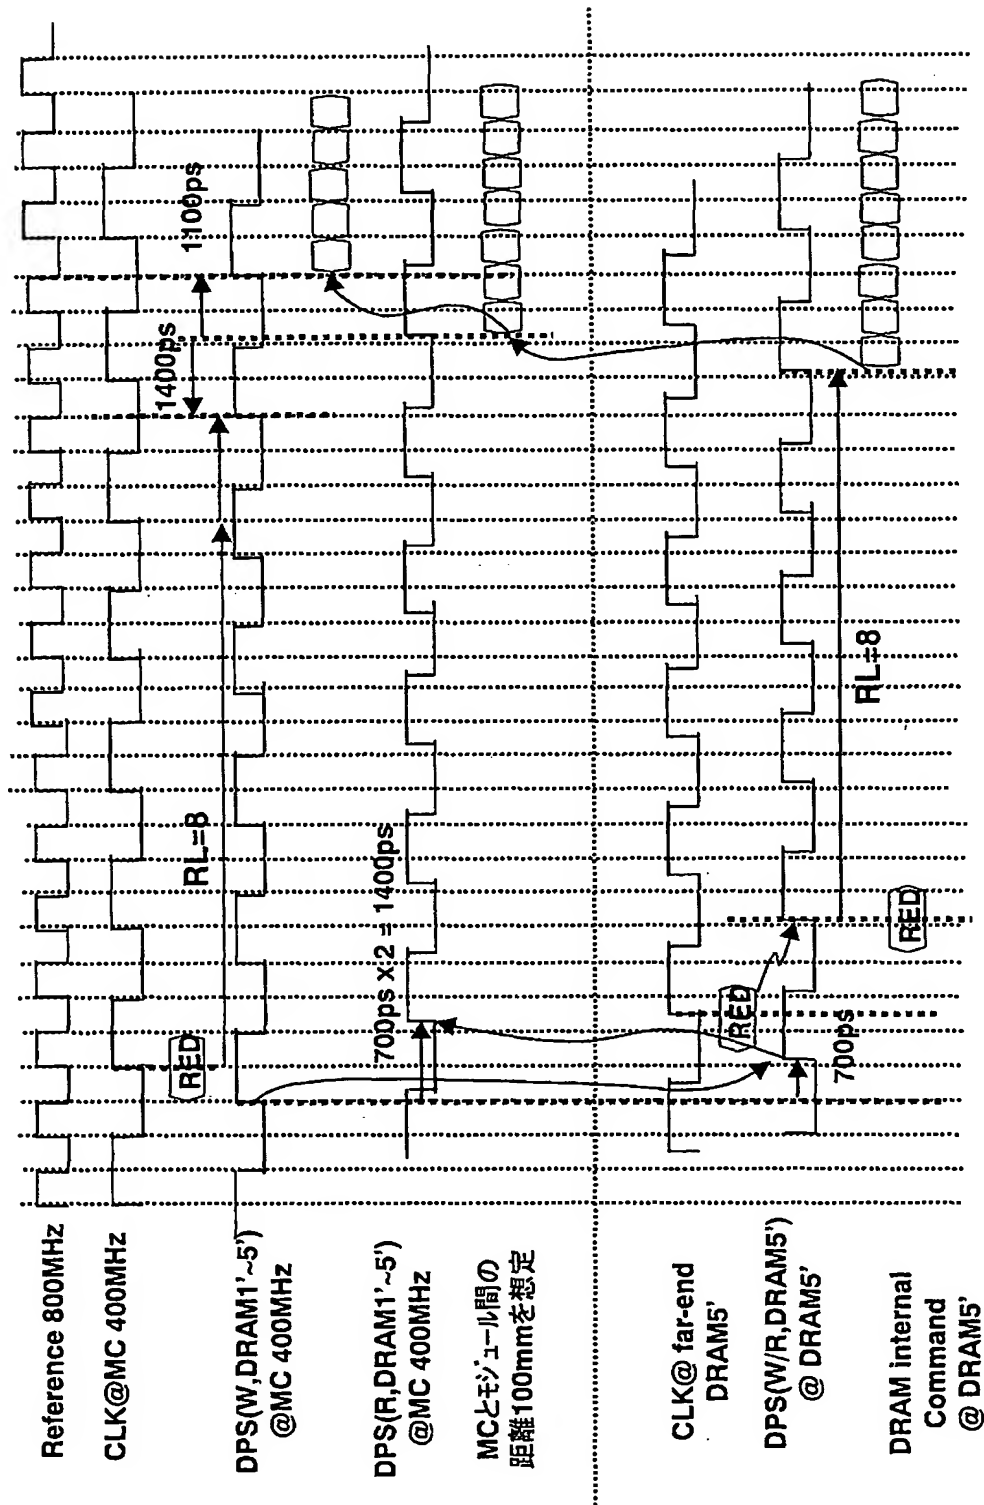 Reference 800MHz
CLK@MC 400MHz
DPS(W,DRAM1'~5')
@MC 400MHz
DPS(R,DRAM1'~5')
@MC 400MHz
MCとモジュール間の
距離100mmを想定
CLK@ far-end
DRAM5'
DPS(W/R,DRAM5')
@ DRAM5'
DRAM internal
Command
@ DRAM5'
RED
RL=8
1400ps
1100ps
700ps x2 = 1400ps
RED
700ps
RED
RL=8